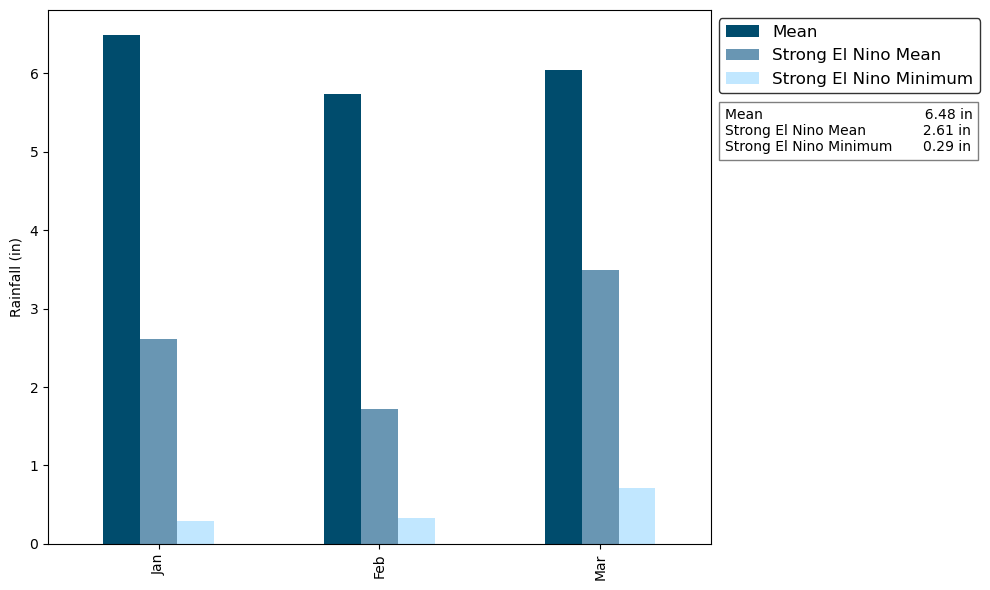 Mean
Strong El Nino Mean
Strong El Nino Minimum
Mean 6.48 in
Strong El Nino Mean 2.61 in
Strong El Nino Minimum 0.29 in
Rainfall (in)
6
5
4
3
2
1
0
Jan
Feb
Mar